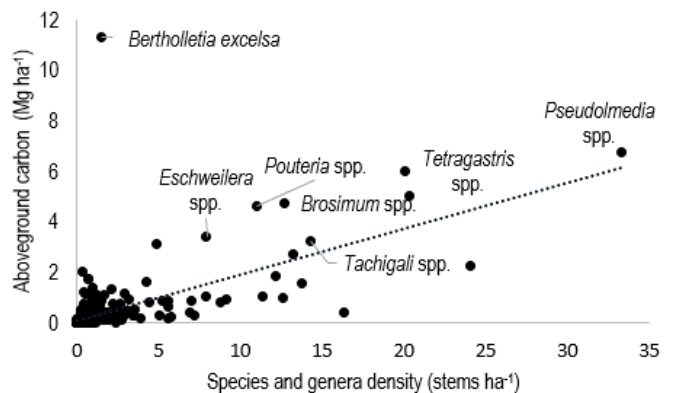 12
10
8
6
4
2
0
Aboveground carbon (Mg ha⁻¹)
Bertholletia excelsa
Pseudolmedia
spp.
Tetragastris
spp.
Pouteria spp.
Eschweilera
spp.
Brosimum spp.
Tachigali spp.
0 5 10 15 20 25 30 35
Species and genera density (stems ha⁻¹)